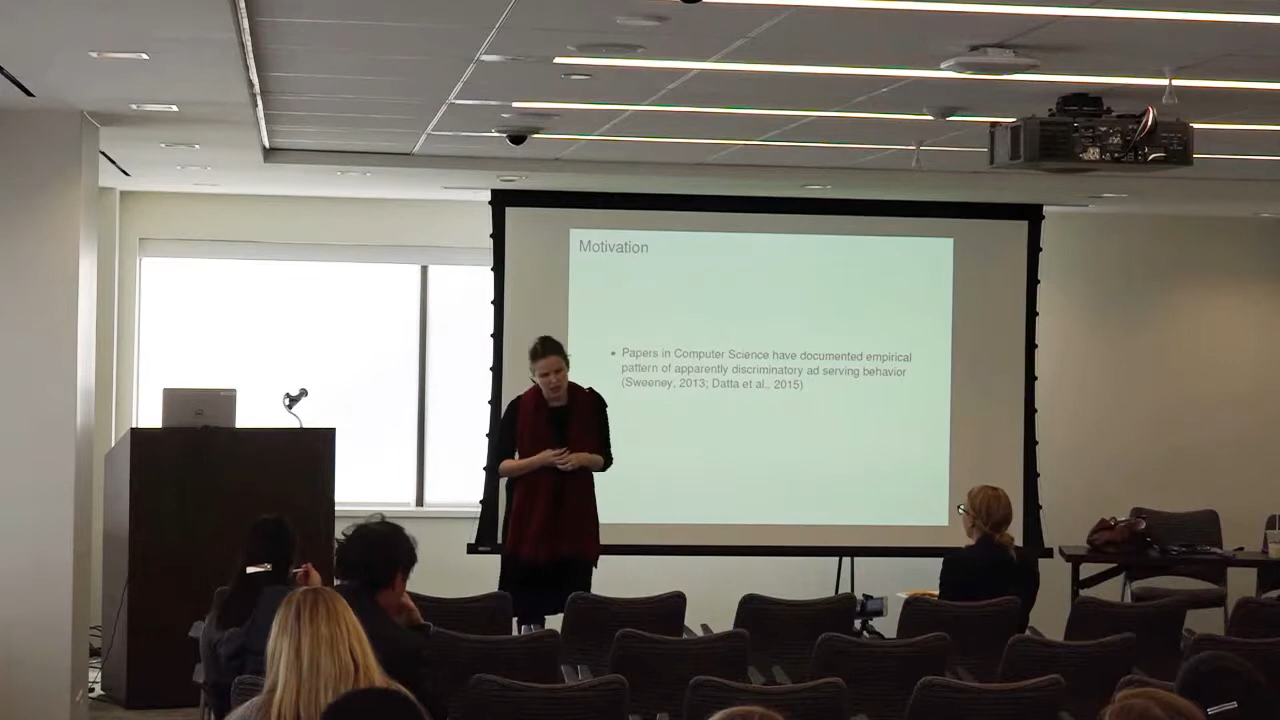 Motivation
• Papers in Computer Science have documented empirical
pattern of apparently discriminatory ad serving behavior
(Sweeney, 2013; Datta et al., 2015)